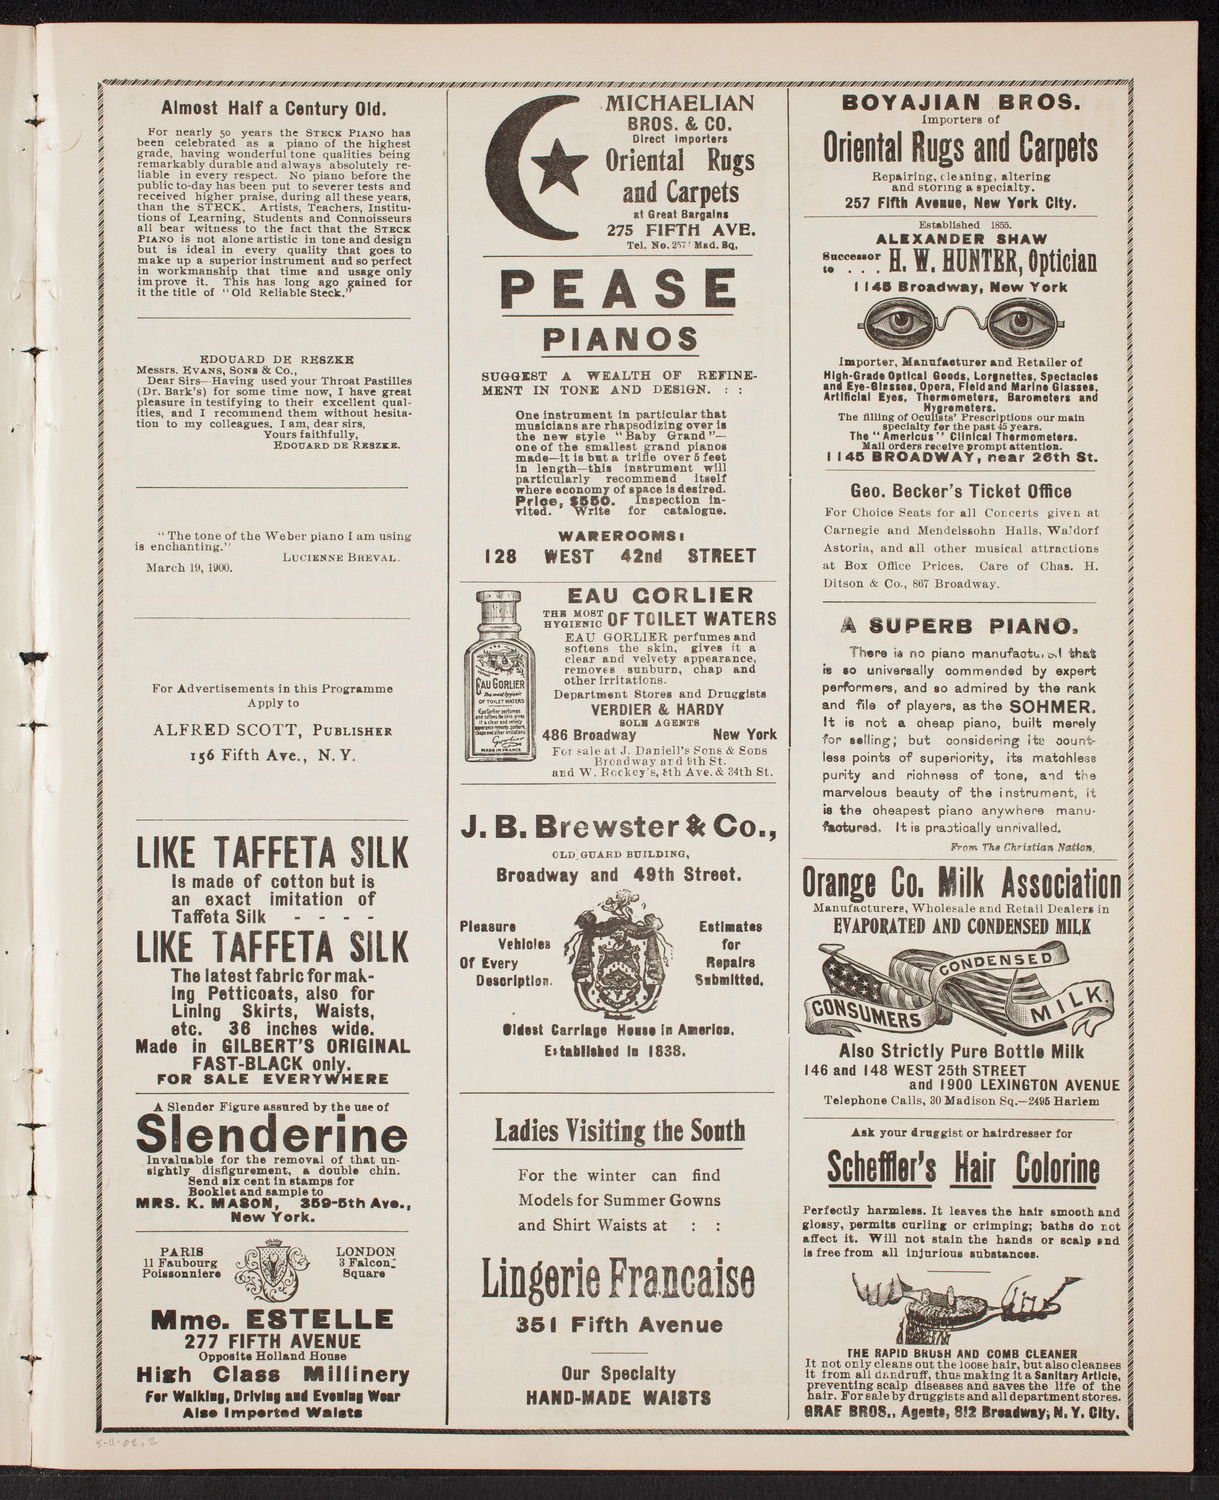 Almost Half a Century Old.
For nearly 50 years the STECK PIANO has
been celebrated as a piano of the highest
grade, having wonderful tone qualities being
remarkably durable and always absolutely re-
liable in every respect. No piano before the
public to-day has been put to severer tests and
received higher praise, during all these years,
than the STECK. Artists, Teachers, Institu-
tions of Learning, Students and Connoisseurs
all bear witness to the fact that the STECK
PIANO is not alone artistic in tone and design
but is ideal in every quality that goes to
make up a superior instrument and so perfect
in workmanship that time and usage only
improve it. This has long ago gained for
it the title of "Old Reliable Steck."
EDOUARD DE RESZKE
Messrs. EVANS, SONS & CO.,
Dear Sirs—Having used your Throat Pastilles
(Dr. Bark's) for some time now, I have great
pleasure in testifying to their excellent qual-
ities, and I recommend them without hesita-
tion to my colleagues. I am, dear sirs,
Yours faithfully,
EDOUARD DE RESZKE.
"The tone of the Weber piano I am using
is enchanting."
LUCIENNE BREVAL.
March 19, 1900.
For Advertisements in this Programme
Apply to
ALFRED SCOTT, PUBLISHER
156 Fifth Ave., N. Y.
LIKE TAFFETA SILK
Is made of cotton but is
an exact imitation of
Taffeta Silk - - - -
LIKE TAFFETA SILK
The latest fabric for mak-
ing Petticoats, also for
Lining Skirts, Waists,
etc. 36 inches wide.
Made in GILBERT'S ORIGINAL
FAST-BLACK only.
FOR SALE EVERYWHERE
A Slender Figure assured by the use of
Slenderine
Invaluable for the removal of that un-
sightly disfigurement, a double chin.
Send six cent in stamps for
Booklet and sample to
MRS. K. MASON, 359-5th Ave.,
New York.
PARIS
11 Faubourg
Poissonniere
LONDON
3 Falcon
Square
Mme. ESTELLE
277 FIFTH AVENUE
Opposite Holland House
High Class Millinery
For Walking, Driving and Evening Wear
Also Imported Waists
MICHAELIAN
BROS. & CO.
Direct Importers
Oriental Rugs
and Carpets
at Great Bargains
275 FIFTH AVE.
Tel. No. 2577 Mad. Sq,
PEASE
PIANOS
SUGGEST A WEALTH OF REFINE-
MENT IN TONE AND DESIGN. : :
One instrument in particular that
musicians are rhapsodizing over is
the new style "Baby Grand"—
one of the smallest grand pianos
made—it is but a trifle over 5 feet
in length—this instrument will
particularly recommend itself
where economy of space is desired.
Price, $550. Inspection in-
vited. Write for catalogue.
WAREROOMS:
128 WEST 42nd STREET
EAU GORLIER
THE MOST HYGIENIC OF TOILET WATERS
EAU GORLIER perfumes and
softens the skin, gives it a
clear and velvety appearance,
removes sunburn, chap and
other irritations.
Department Stores and Druggists
VERDIER & HARDY
SOLE AGENTS
486 Broadway New York
For sale at J. Daniell's Sons & Sons
Broadway and 8th St.
and W. Rockey's, 8th Ave. & 34th St.
EAU GORLIER
The most hygienic
OF TOILET WATERS
Gorlier
MADE IN FRANCE
J. B. Brewster & Co.,
OLD GUARD BUILDING,
Broadway and 49th Street.
Pleasure
Vehicles
Of Every
Description.
Estimates
for
Repairs
Submitted.
Oldest Carriage House in America.
Established in 1838.
Ladies Visiting the South
For the winter can find
Models for Summer Gowns
and Shirt Waists at : :
Lingerie Francaise
351 Fifth Avenue
Our Specialty
HAND-MADE WAISTS
BOYAJIAN BROS.
Importers of
Oriental Rugs and Carpets
Repairing, cleaning, altering
and storing a specialty.
257 Fifth Avenue, New York City.
Established 1855.
ALEXANDER SHAW
Successor to . . . H. W. HUNTER, Optician
1145 Broadway, New York
Importer, Manufacturer and Retailer of
High-Grade Optical Goods, Lorgnettes, Spectacles
and Eye-Glasses, Opera, Field and Marine Glasses,
Artificial Eyes, Thermometers, Barometers and
Hygrometers.
The filling of Oculists' Prescriptions our main
specialty for the past 45 years.
The "Americus" Clinical Thermometers.
Mail orders receive prompt attention.
1145 BROADWAY, near 26th St.
Geo. Becker's Ticket Office
For Choice Seats for all Concerts given at
Carnegie and Mendelssohn Halls, Waldorf
Astoria, and all other musical attractions
at Box Office Prices. Care of Chas. H.
Ditson & Co., 867 Broadway.
A SUPERB PIANO.
There is no piano manufactured that
is so universally commended by expert
performers, and so admired by the rank
and file of players, as the SOHMER.
It is not a cheap piano, built merely
for selling; but considering its count-
less points of superiority, its matchless
purity and richness of tone, and the
marvelous beauty of the instrument, it
is the cheapest piano anywhere manu-
factured. It is practically unrivalled.
From The Christian Nation.
Orange Co. Milk Association
Manufacturers, Wholesale and Retail Dealers in
EVAPORATED AND CONDENSED MILK
CONSUMERS CONDENSED MILK.
Also Strictly Pure Bottle Milk
146 and 148 WEST 25th STREET
and 1900 LEXINGTON AVENUE
Telephone Calls, 30 Madison Sq.—2495 Harlem
Ask your druggist or hairdresser for
Scheffler's Hair Colorine
Perfectly harmless. It leaves the hair smooth and
glossy, permits curling or crimping; baths do not
affect it. Will not stain the hands or scalp and
is free from all injurious substances.
THE RAPID BRUSH AND COMB CLEANER
It not only cleans out the loose hair, but also cleanses
it from all dandruff, thus making it a Sanitary Article,
preventing scalp diseases and saves the life of the
hair. For sale by druggists and all department stores.
GRAF BROS., Agents, 812 Broadway, N. Y. City.
5-11-02, 2